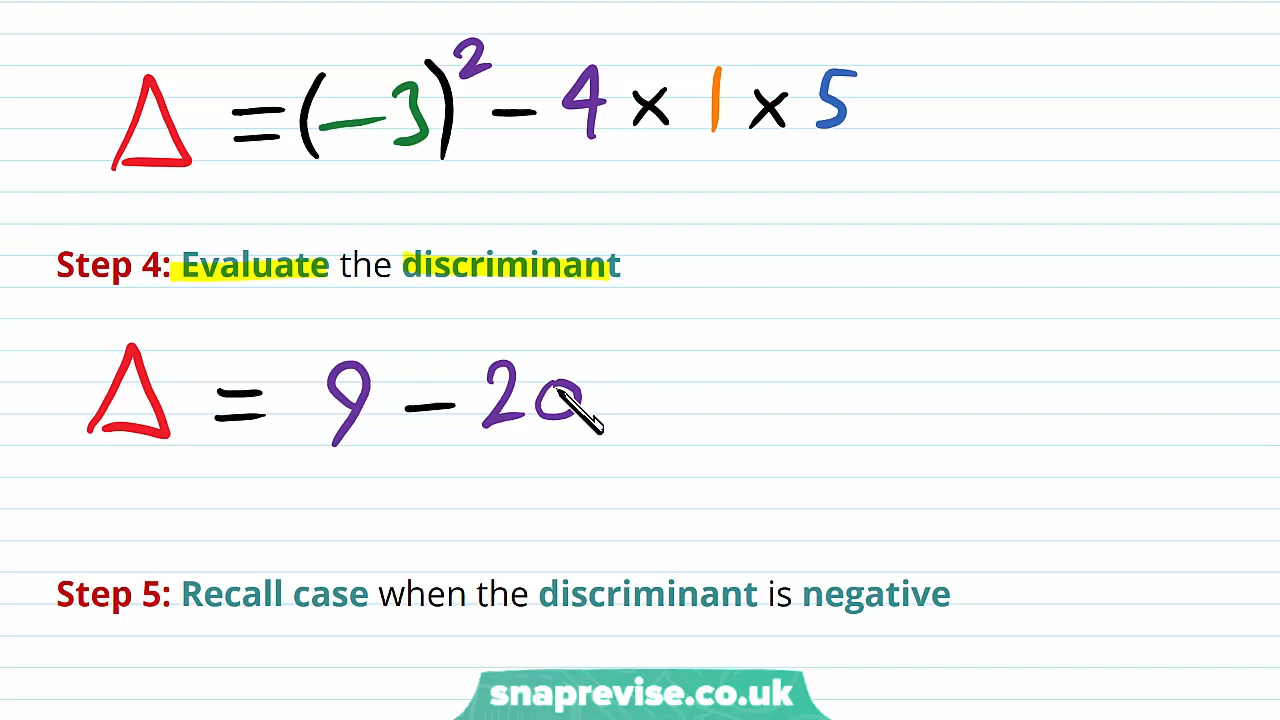 Δ = (−3)² − 4 × 1 × 5
Step 4: Evaluate the discriminant
Δ = 9 − 20
Step 5: Recall case when the discriminant is negative
snaprevise.co.uk